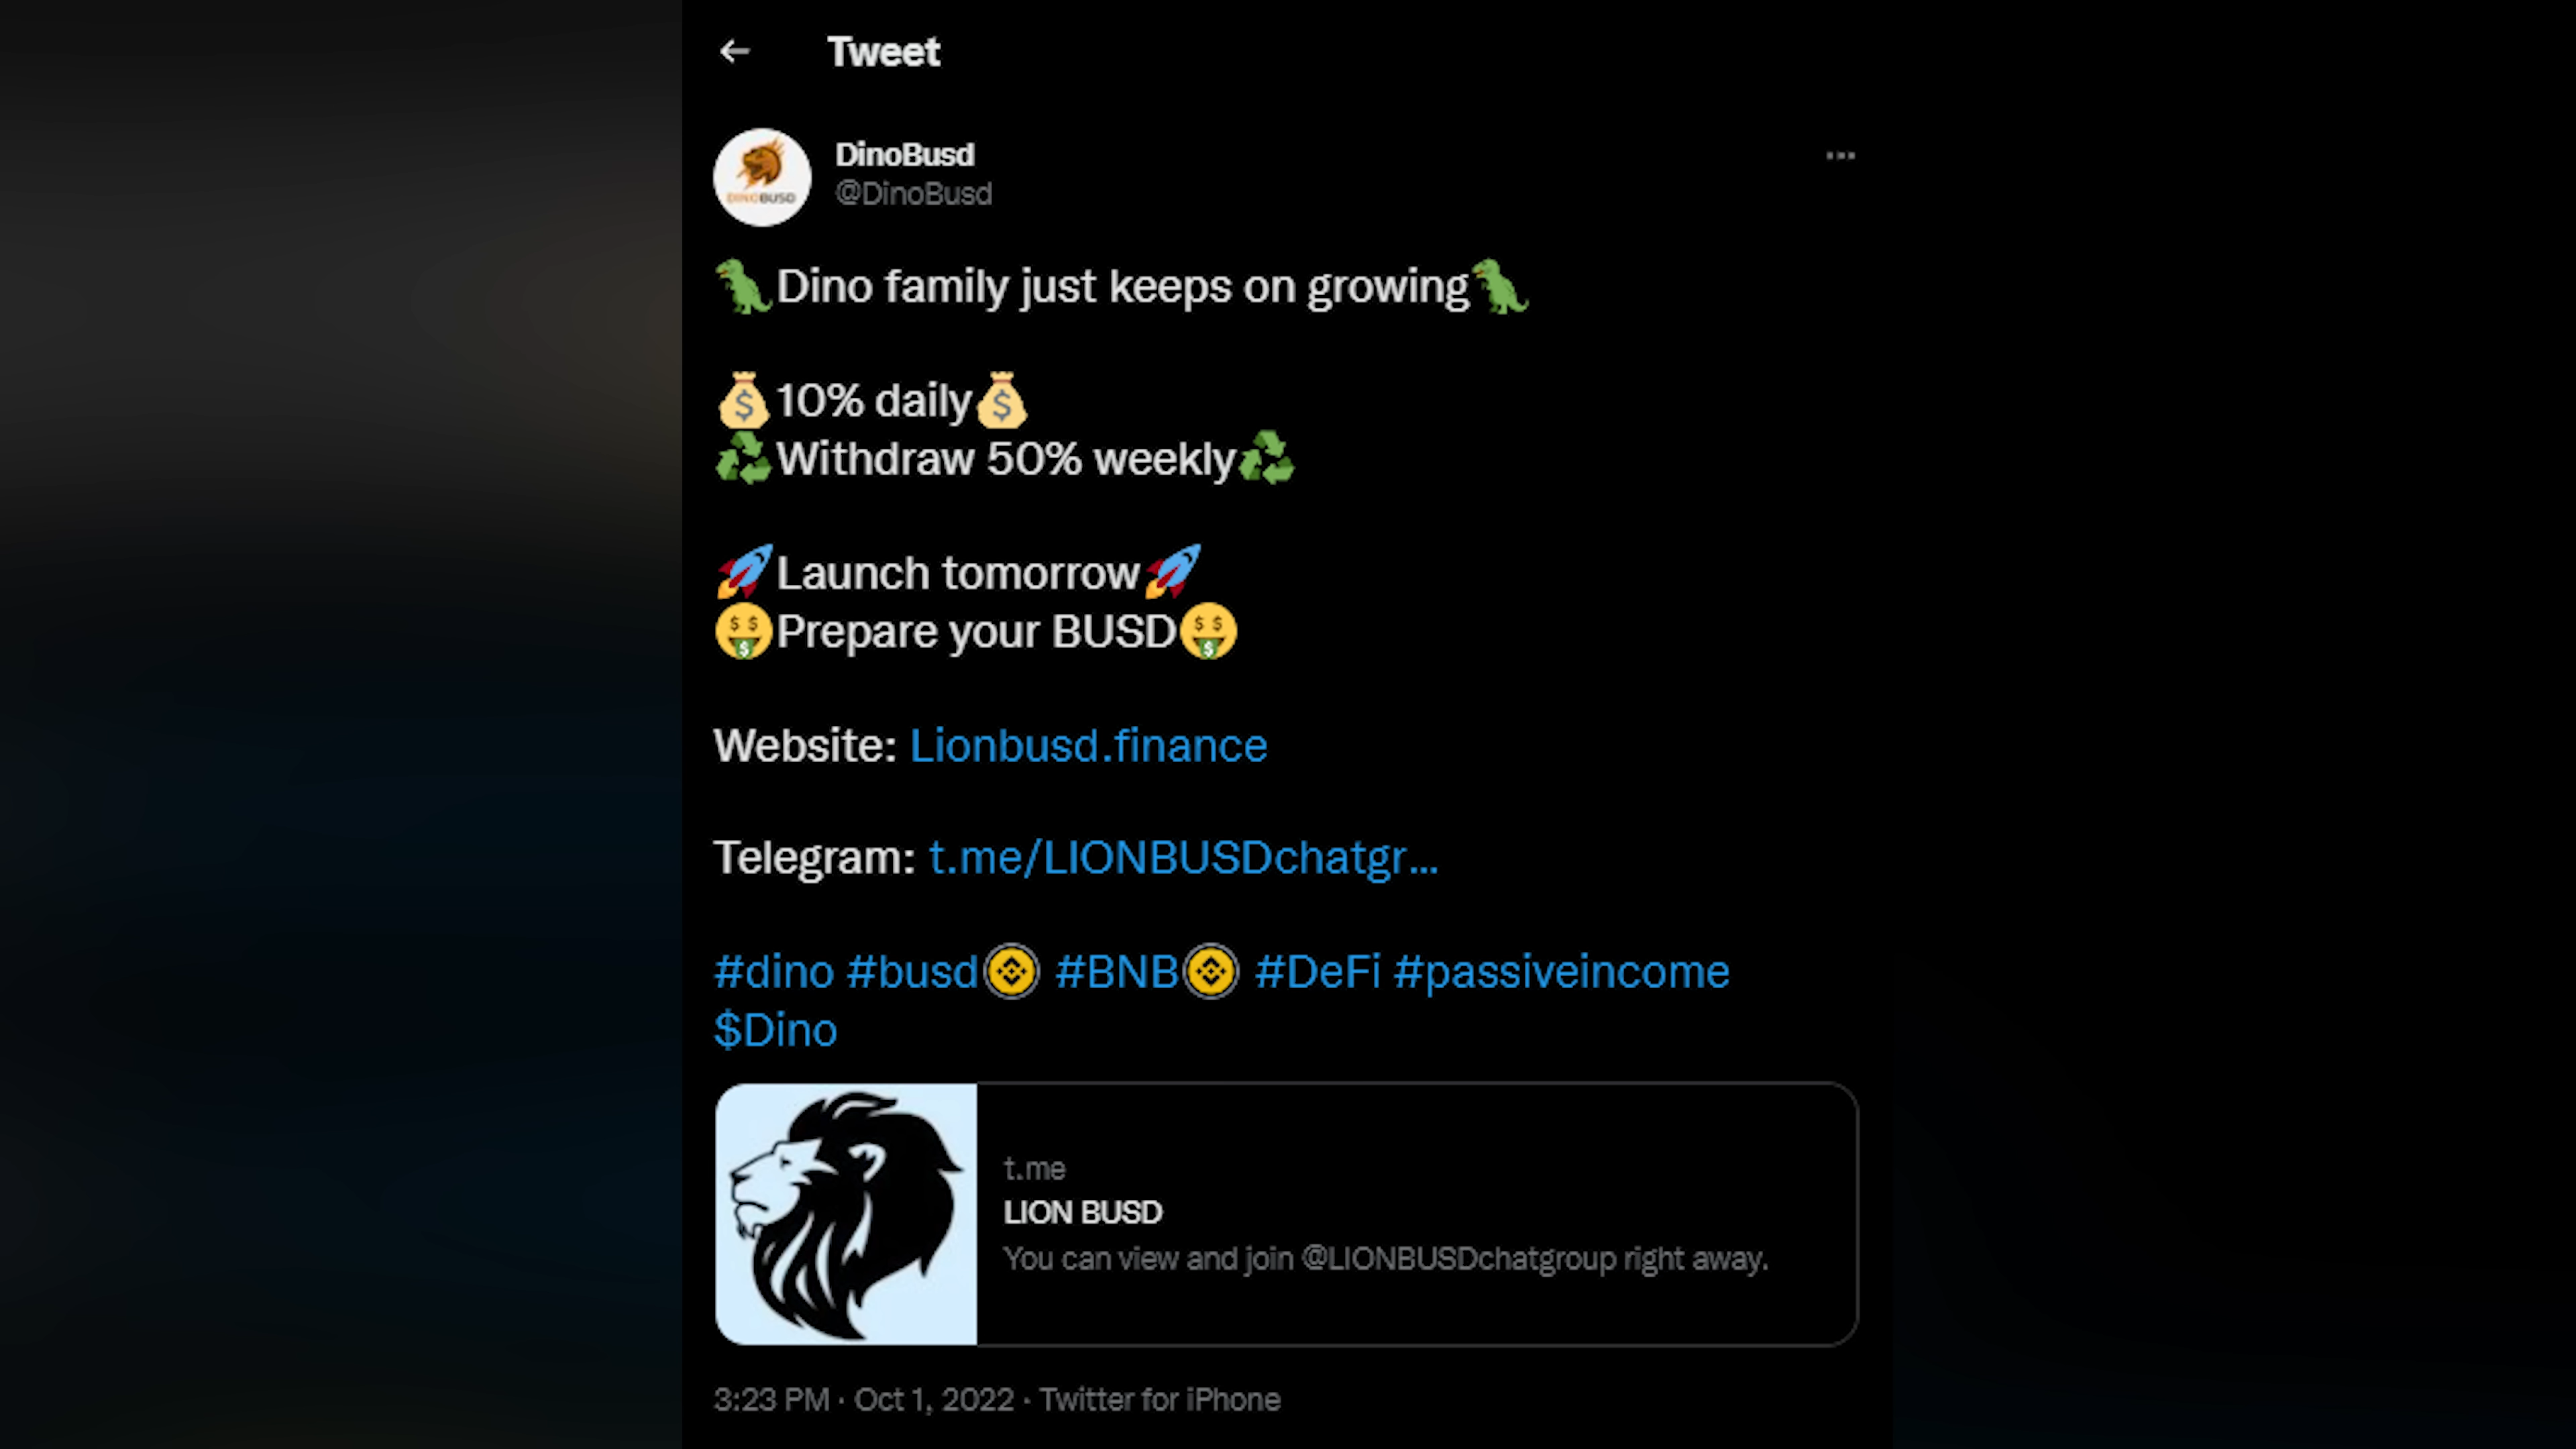 Tweet
DinoBusd
@DinoBusd
DINOBUSD
🦖Dino family just keeps on growing🦖
💰10% daily💰
♻️Withdraw 50% weekly♻️
🚀Launch tomorrow🚀
🤑Prepare your BUSD🤑
Website: Lionbusd.finance
Telegram: t.me/LIONBUSDchatgr...
#dino #busd #BNB #DeFi #passiveincome
$Dino
t.me
LION BUSD
You can view and join @LIONBUSDchatgroup right away.
3:23 PM · Oct 1, 2022 · Twitter for iPhone